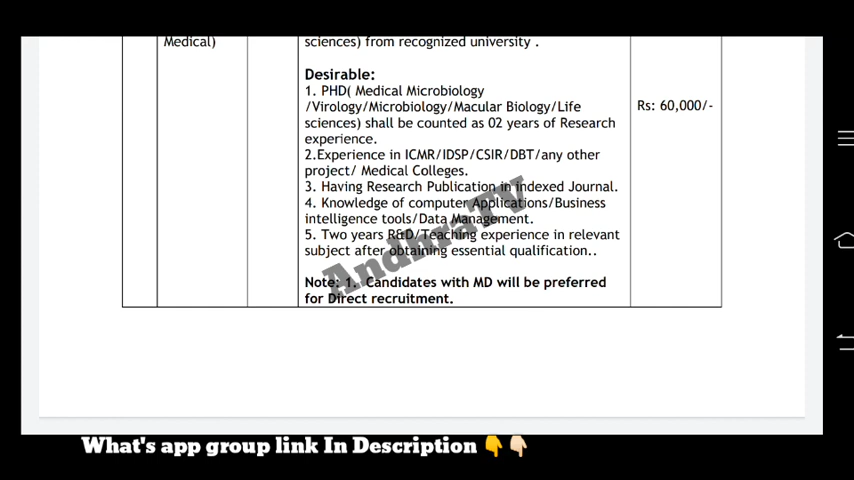 Medical)
sciences) from recognized university .
Desirable:
1. PHD( Medical Microbiology
/Virology/Microbiology/Macular Biology/Life
sciences) shall be counted as 02 years of Research
experience.
2.Experience in ICMR/IDSP/CSIR/DBT/any other
project/ Medical Colleges.
3. Having Research Publication in indexed Journal.
4. Knowledge of computer Applications/Business
intelligence tools/Data Management.
5. Two years R&D/Teaching experience in relevant
subject after obtaining essential qualification..
Note: 1. Candidates with MD will be preferred
for Direct recruitment.
Rs: 60,000/-
AndhraTV
What's app group link In Description 👇👇🏻